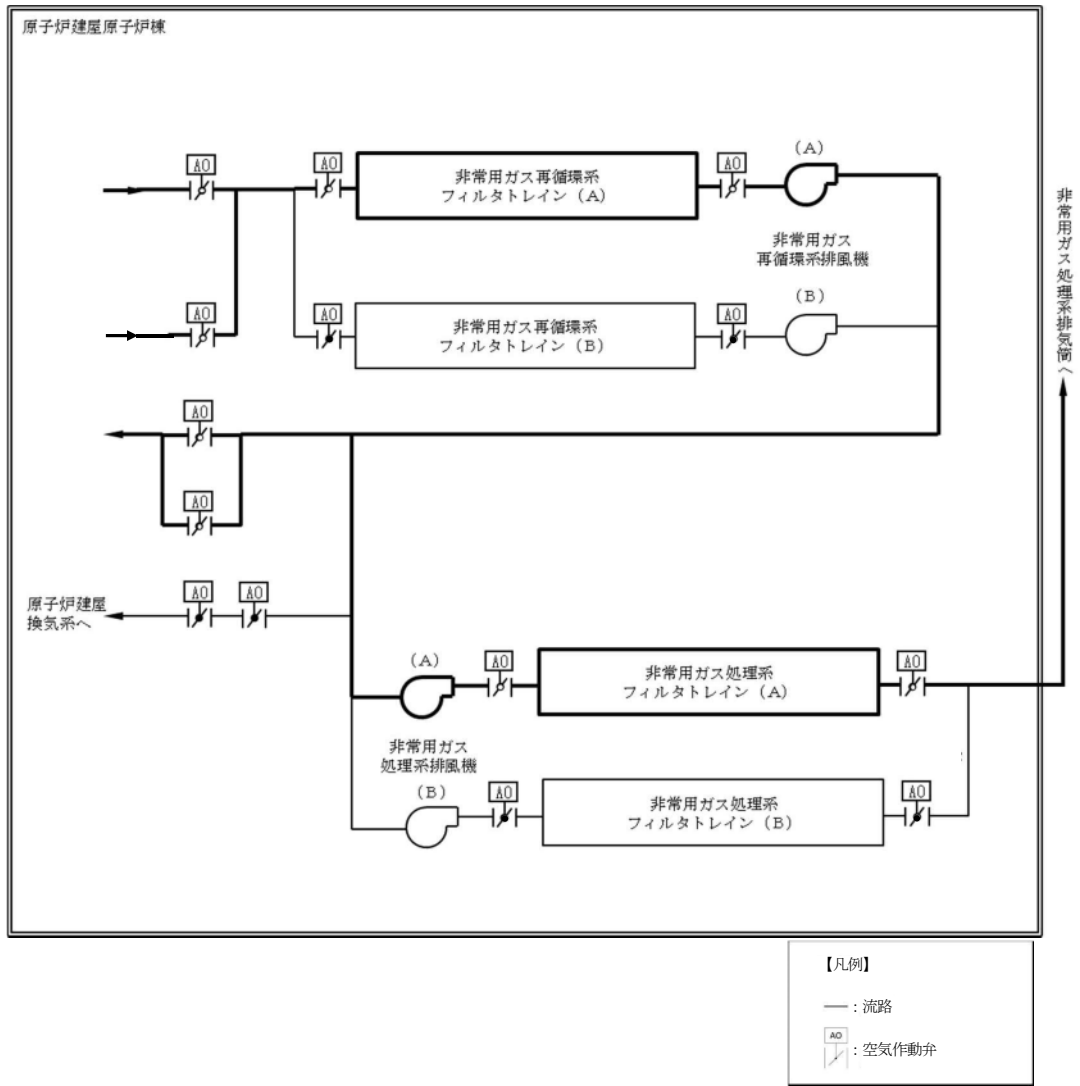 原子炉建屋原子炉棟
AO
AO
AO
(A)
非常用ガス再循環系
フィルタトレイン (A)
非常用ガス
再循環系排風機
AO
AO
AO
(B)
非常用ガス再循環系
フィルタトレイン (B)
非常用ガス処理系排気筒へ
AO
AO
AO
AO
原子炉建屋
換気系へ
(A)
AO
AO
非常用ガス処理系
フィルタトレイン (A)
非常用ガス
処理系排風機
(B)
AO
AO
非常用ガス処理系
フィルタトレイン (B)
【凡例】
:流路
AO
:空気作動弁